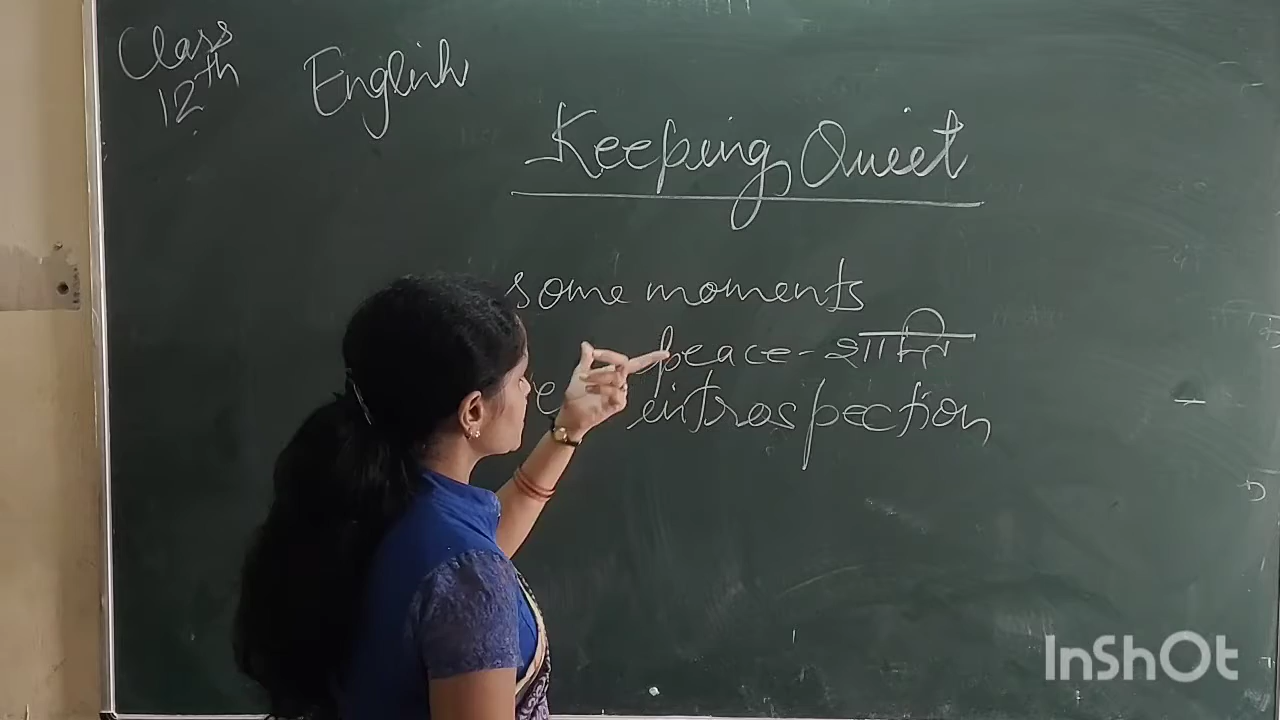 Class
12th
English
Keeping Quiet
some moments
peace - शान्ति
introspection
InShOt